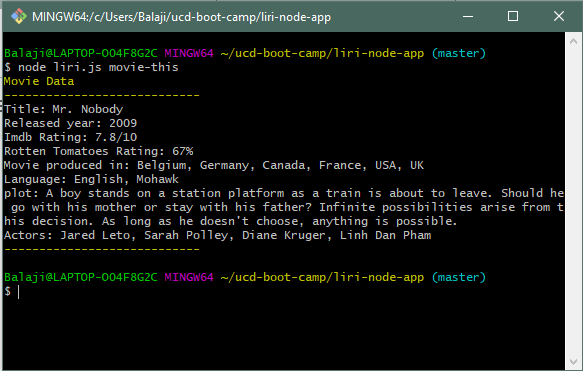 MINGW64:/c/Users/Balaji/ucd-boot-camp/liri-node-app
Balaji@LAPTOP-OO4F8G2C MINGW64 ~/ucd-boot-camp/liri-node-app (master)
$ node liri.js movie-this
Movie Data
----------------------------
Title: Mr. Nobody
Released year: 2009
Imdb Rating: 7.8/10
Rotten Tomatoes Rating: 67%
Movie produced in: Belgium, Germany, Canada, France, USA, UK
Language: English, Mohawk
plot: A boy stands on a station platform as a train is about to leave. Should he
 go with his mother or stay with his father? Infinite possibilities arise from t
his decision. As long as he doesn't choose, anything is possible.
Actors: Jared Leto, Sarah Polley, Diane Kruger, Linh Dan Pham
----------------------------
Balaji@LAPTOP-OO4F8G2C MINGW64 ~/ucd-boot-camp/liri-node-app (master)
$